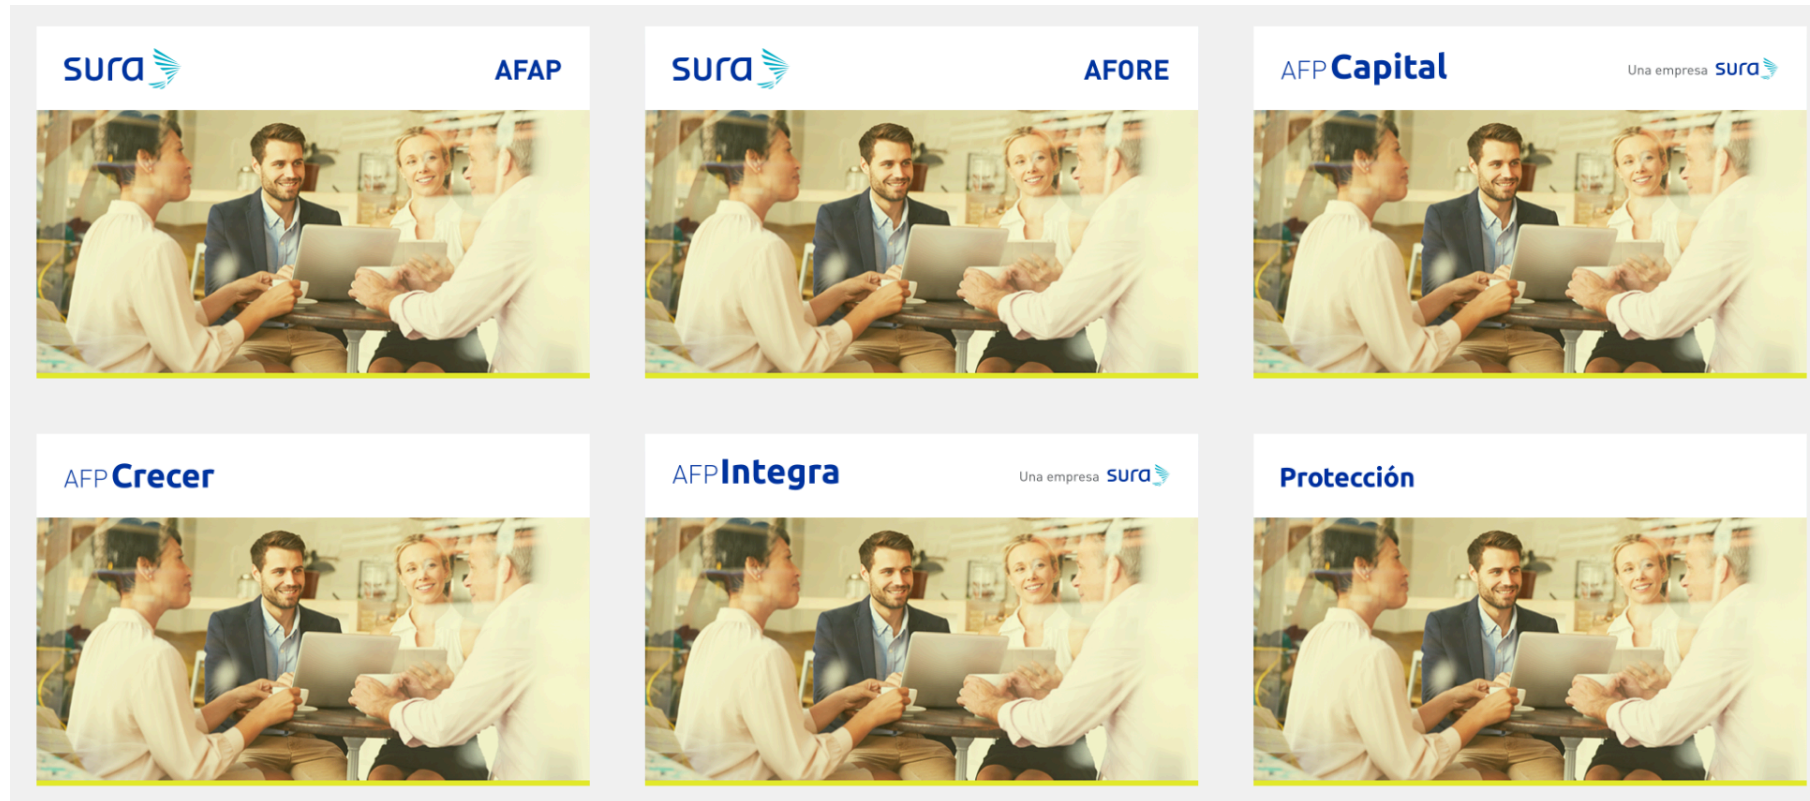 sura AFAP
sura AFORE
AFP Capital Una empresa sura
AFP Crecer
AFP Integra Una empresa sura
Protección